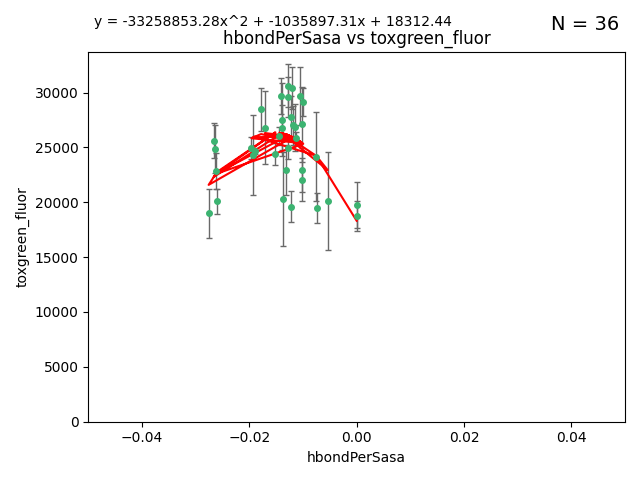 y = -33258853.28x^2 + -1035897.31x + 18312.44
N = 36
hbondPerSasa vs toxgreen_fluor
toxgreen_fluor
30000
25000
20000
15000
10000
5000
0
−0.04
−0.02
0.00
0.02
0.04
hbondPerSasa